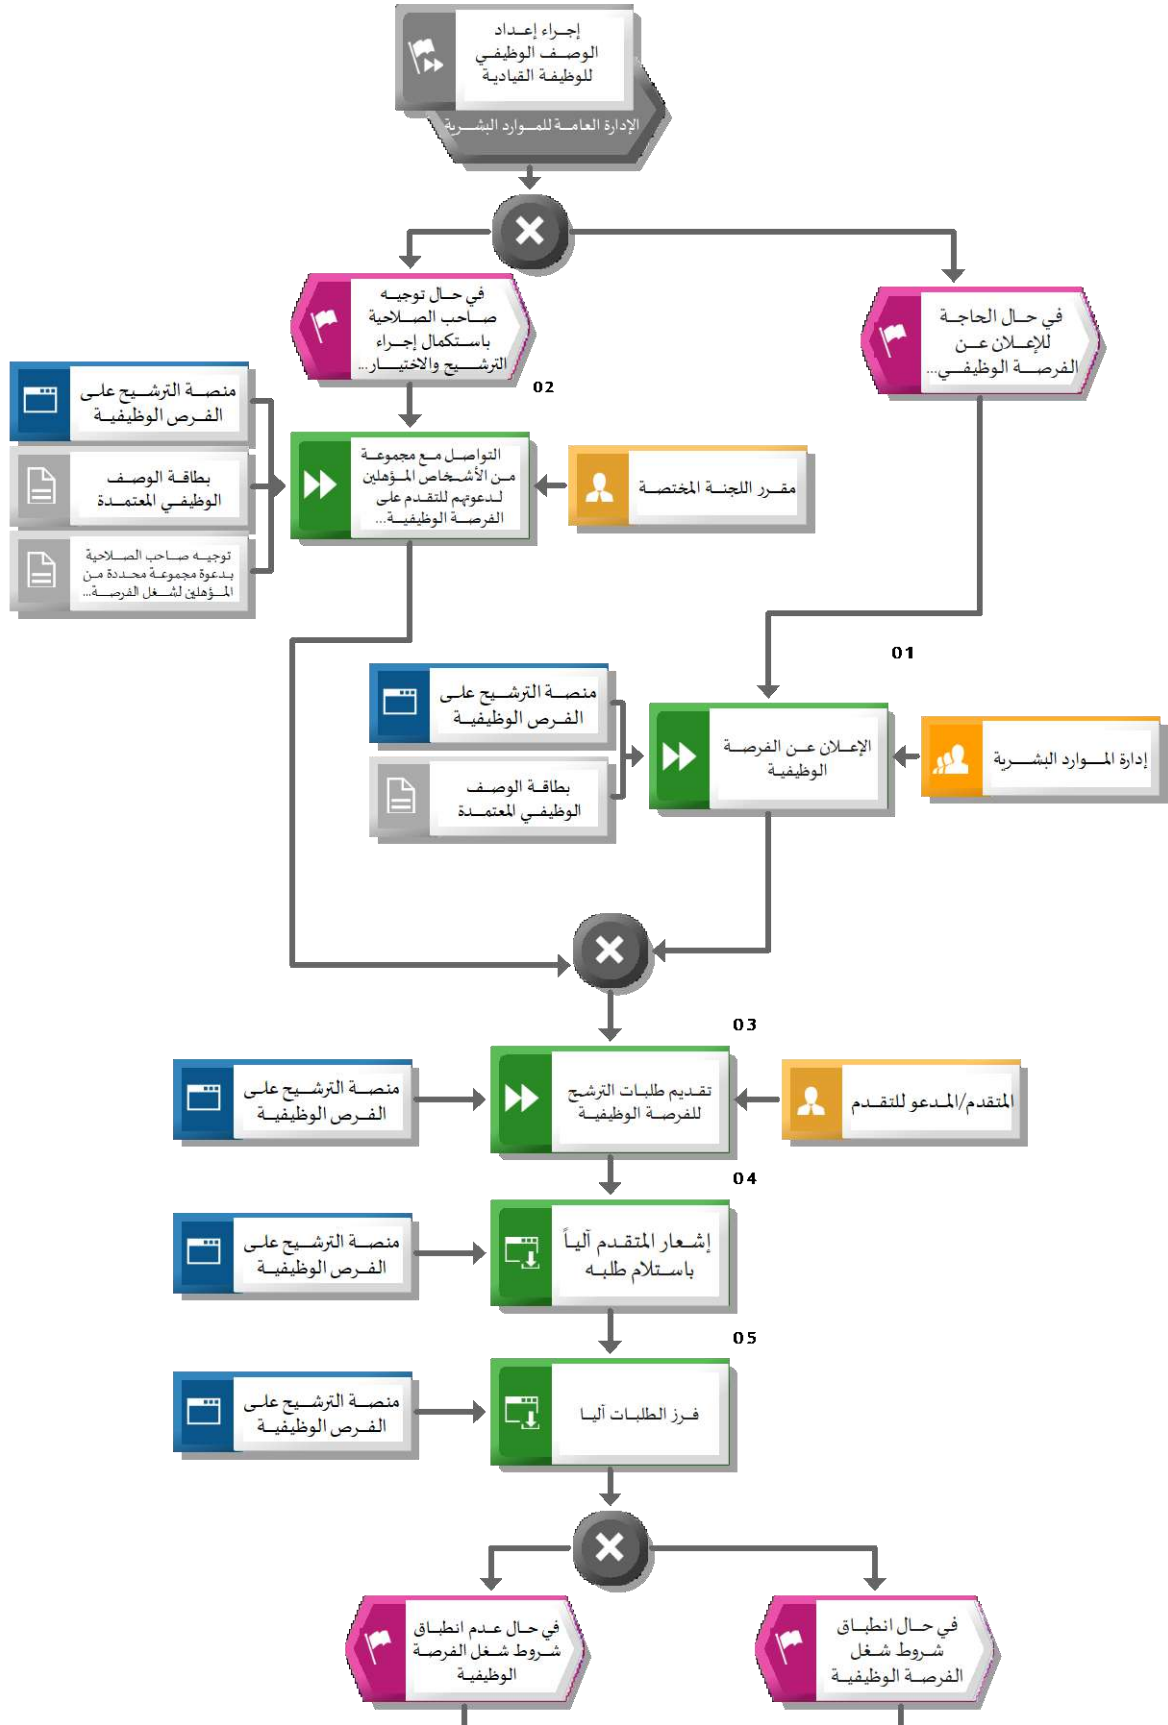 إجراء إعداد
الوصف الوظيفي
للوظيفة القيادية
الإدارة العامة للموارد البشرية
في حال توجيه
صاحب الصلاحية
باستكمال إجراء
الترشيح والاختيار...
في حال الحاجة
للإعلان عن
الفرصة الوظيفي...
02
منصة الترشيح على
الفرص الوظيفية
بطاقة الوصف
الوظيفي المعتمدة
توجيه صاحب الصلاحية
بدعوة مجموعة محددة من
المؤهلين لشغل الفرصة...
التواصل مع مجموعة
من الأشخاص المؤهلين
لدعوتهم للتقدم على
الفرصة الوظيفية...
مقرر اللجنة المختصة
01
منصة الترشيح على
الفرص الوظيفية
بطاقة الوصف
الوظيفي المعتمدة
الإعلان عن الفرصة
الوظيفية
إدارة الموارد البشرية
03
منصة الترشيح على
الفرص الوظيفية
تقديم طلبات الترشح
للفرصة الوظيفية
المتقدم/المدعو للتقدم
04
منصة الترشيح على
الفرص الوظيفية
إشعار المتقدم آلياً
باستلام طلبه
05
منصة الترشيح على
الفرص الوظيفية
فرز الطلبات آليا
في حال عدم انطباق
شروط شغل الفرصة
الوظيفية
في حال انطباق
شروط شغل
الفرصة الوظيفية